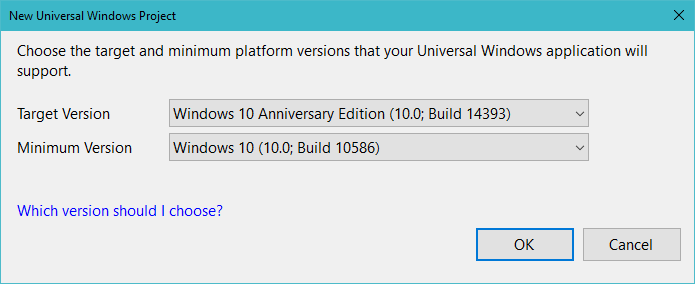 New Universal Windows Project
Choose the target and minimum platform versions that your Universal Windows application will
support.
Target Version Windows 10 Anniversary Edition (10.0; Build 14393)
Minimum Version Windows 10 (10.0; Build 10586)
Which version should I choose?
OK Cancel